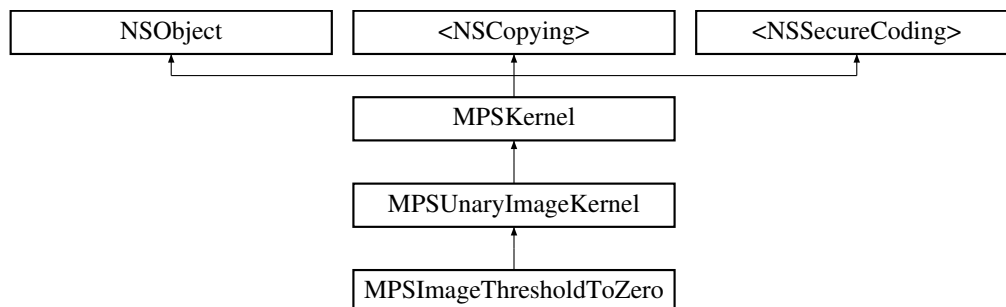 NSObject
<NSCopying>
<NSSecureCoding>
MPSKernel
MPSUnaryImageKernel
MPSImageThresholdToZero